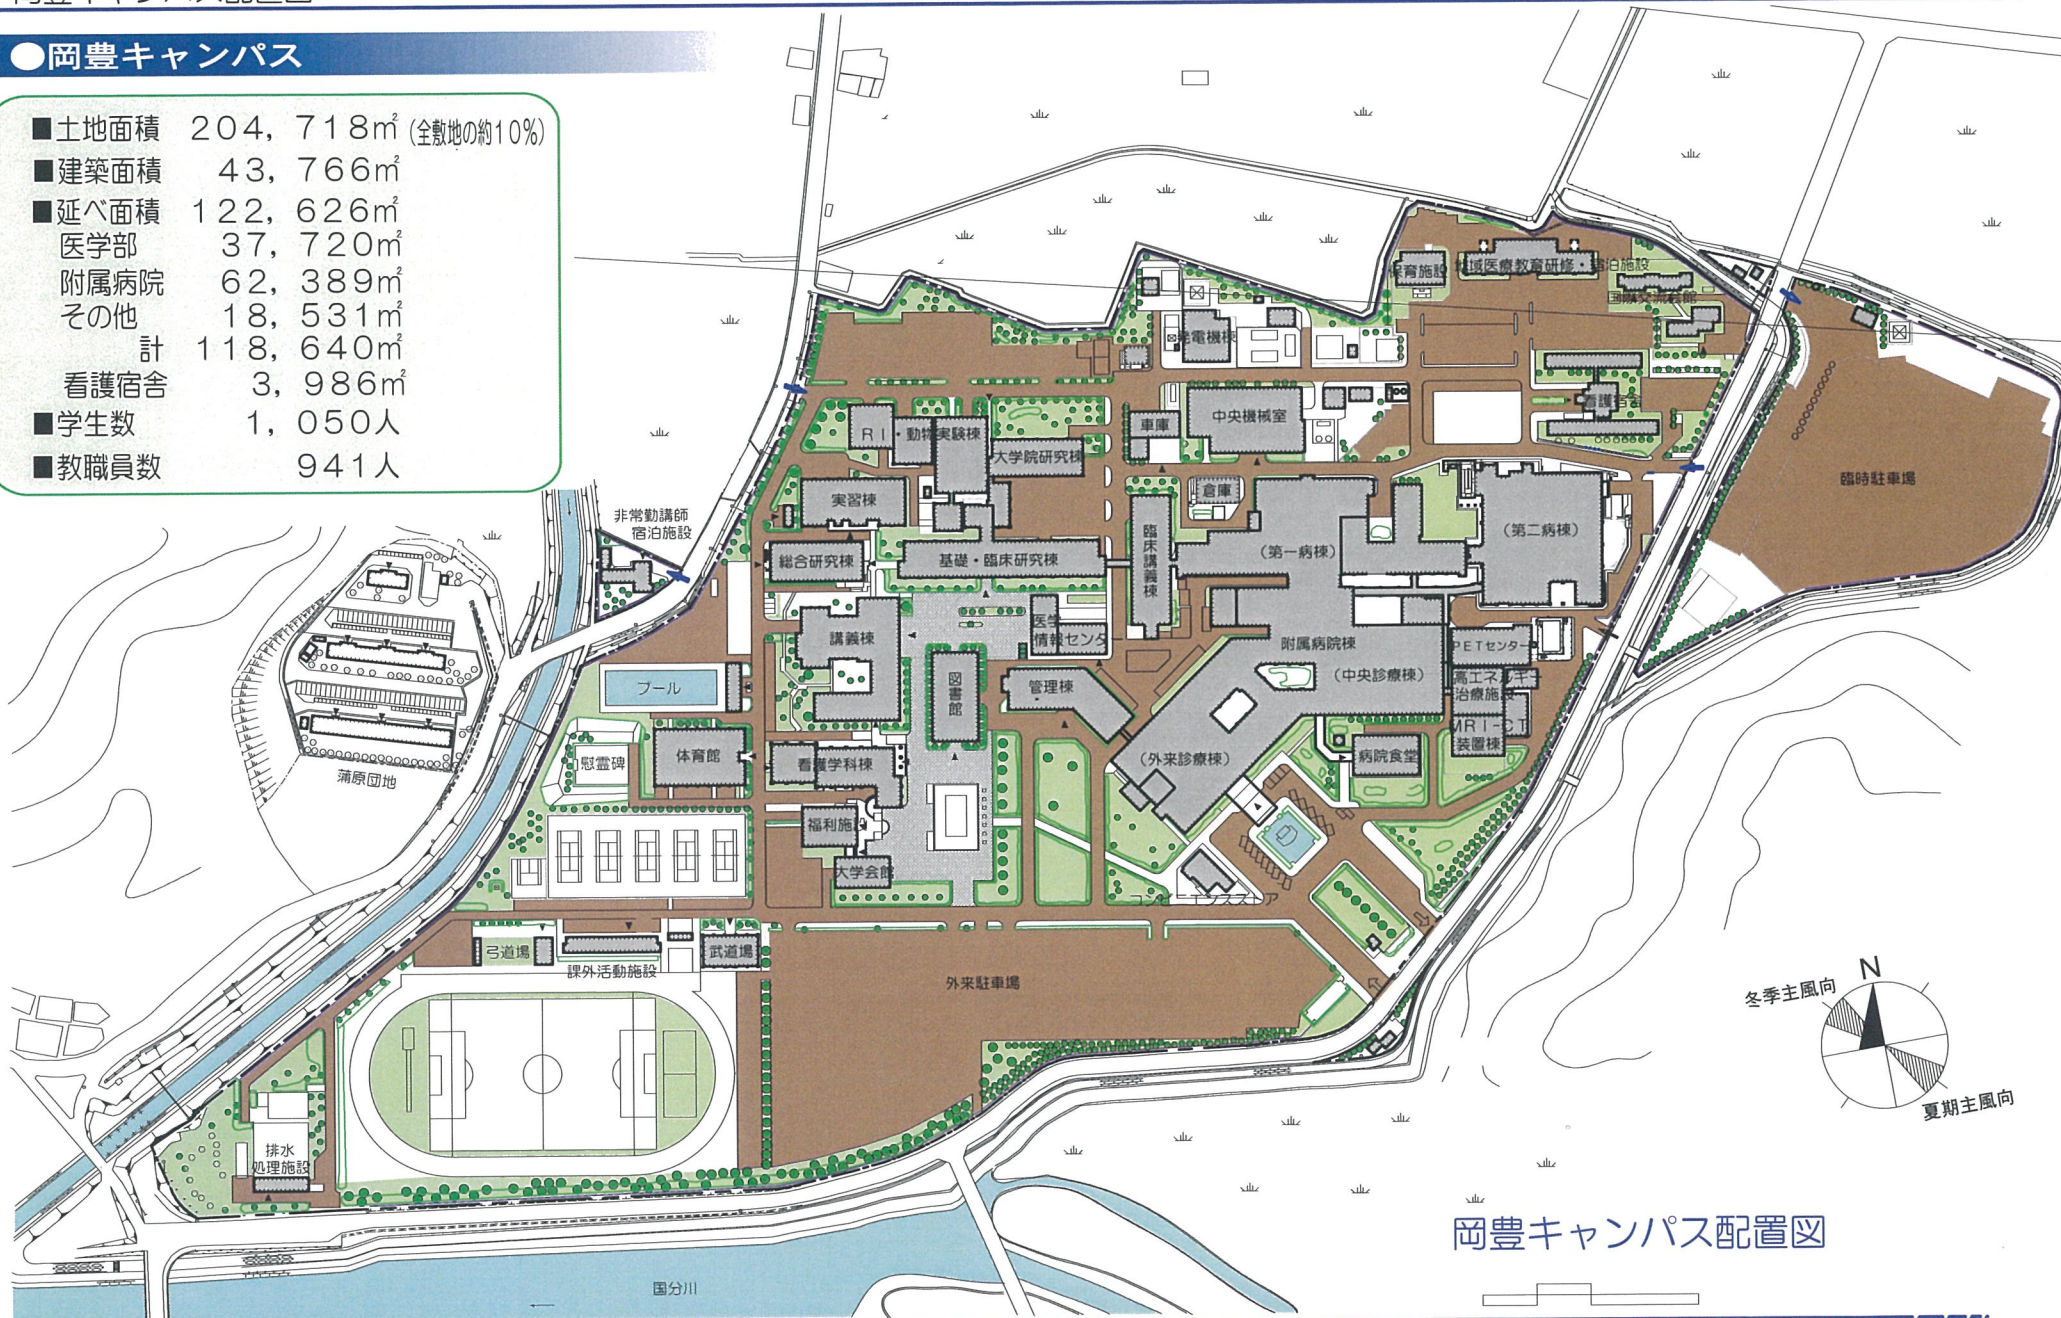 ●岡豊キャンパス
■土地面積 204,718㎡(全敷地の約10%)
■建築面積 43,766㎡
■延べ面積 122,626㎡
医学部 37,720㎡
附属病院 62,389㎡
その他 18,531㎡
計 118,640㎡
看護宿舎 3,986㎡
■学生数 1,050人
■教職員数 941人
保育施設
地域医療教育研修・宿泊施設
発電機棟
看護宿舎
中央機械室
車庫
RI・動物実験棟
大学院研究棟
臨時駐車場
実習棟
倉庫
非常勤講師
宿泊施設
臨床講義棟
(第一病棟)
(第二病棟)
総合研究棟
基礎・臨床研究棟
講義棟
医学
情報センタ
附属病院棟
PETセンター
(中央診療棟)
高エネルギー
治療施設
プール
図書館
管理棟
MRI-CT
装置棟
体育館
慰霊碑
看護学科棟
(外来診療棟)
病院食堂
蒲原団地
福利施設
大学会館
コンビニエンスストア
弓道場
武道場
課外活動施設
外来駐車場
N
冬季主風向
夏期主風向
排水
処理施設
岡豊キャンパス配置図
国分川